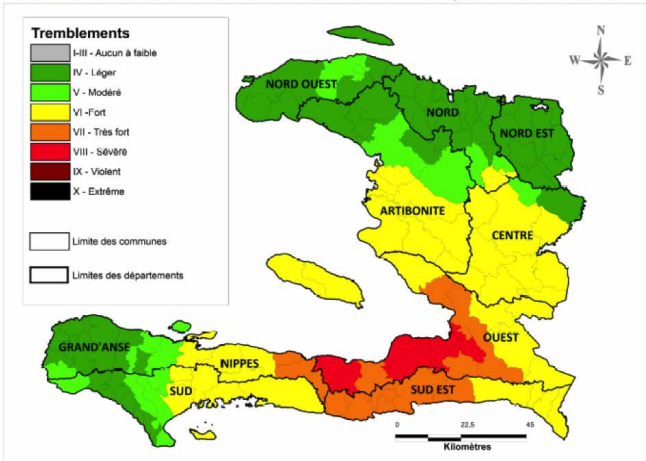 Tremblements
I-III - Aucun à faible
IV - Léger
V - Modéré
VI -Fort
VII - Très fort
VIII - Sévèré
IX - Violent
X - Extrême
Limite des communes
Limites des départements
N
W E
S
NORD OUEST
NORD
NORD EST
ARTIBONITE
CENTRE
OUEST
GRAND'ANSE
NIPPES
SUD
SUD EST
0 22,5 45
Kilomètres